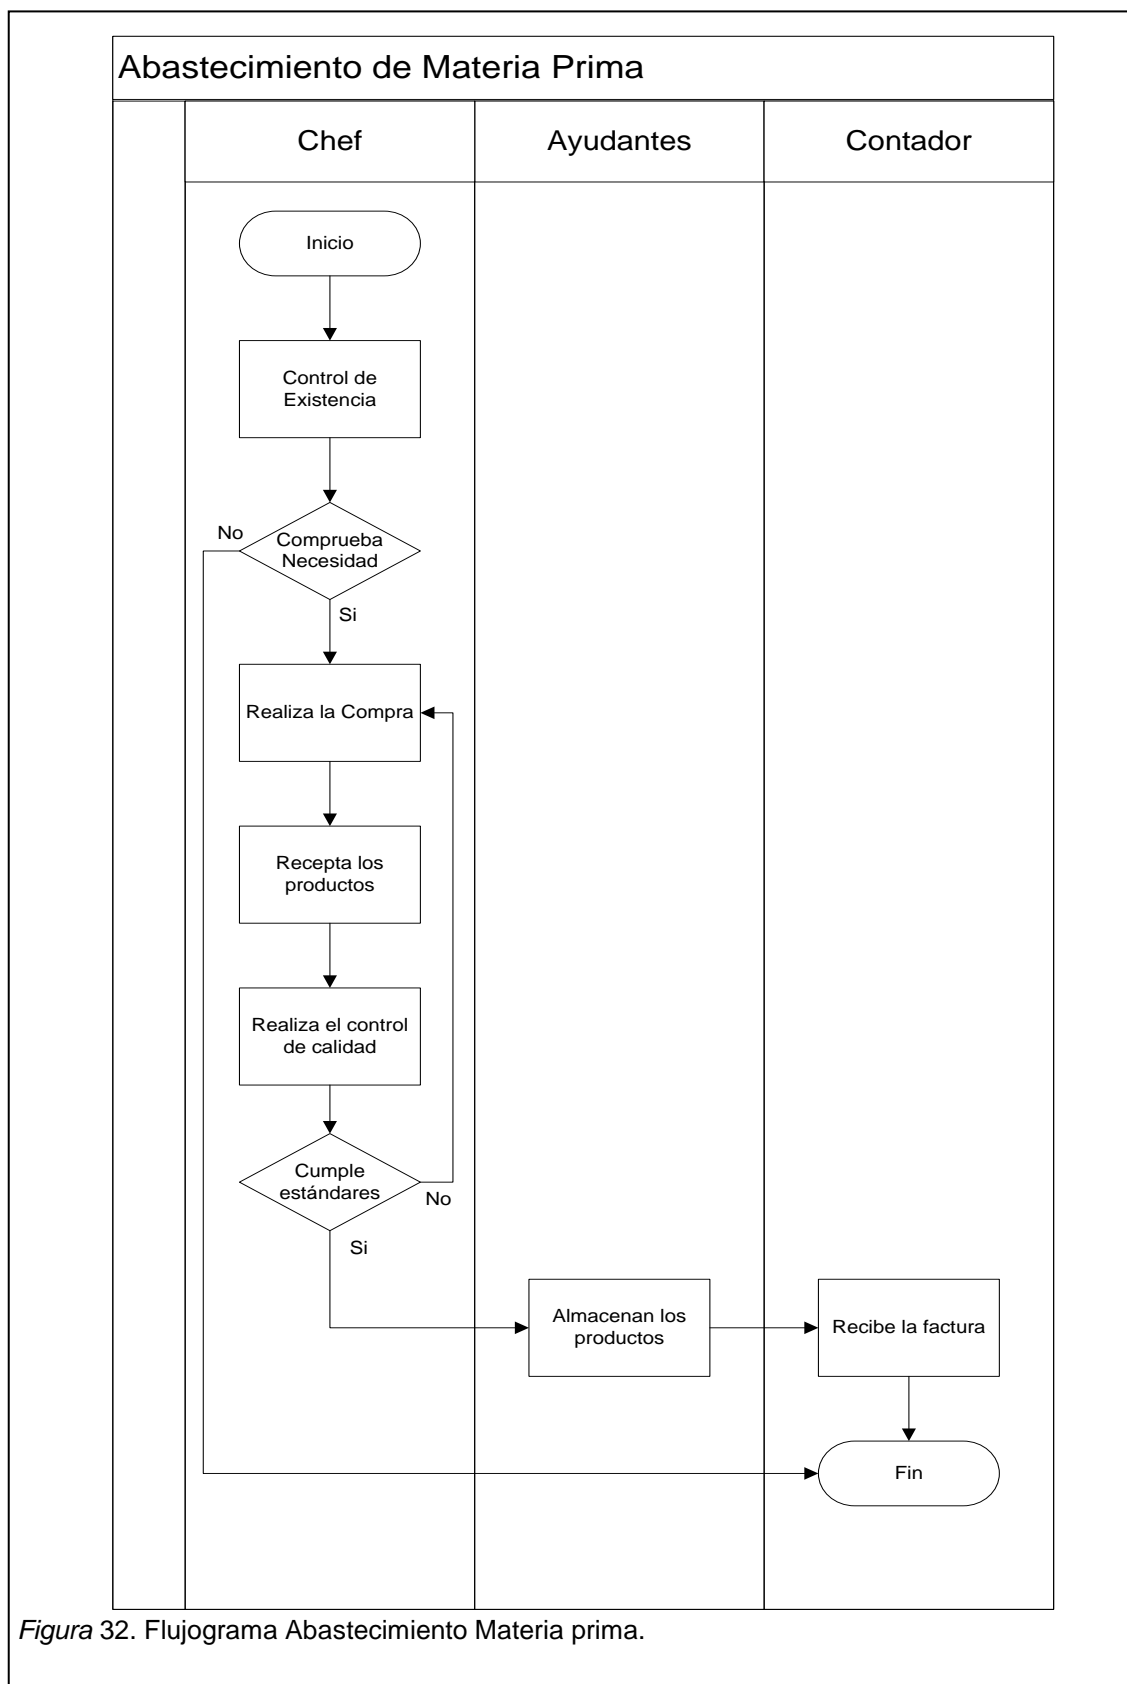 Abastecimiento de Materia Prima
Chef
Ayudantes
Contador
Inicio
Control de
Existencia
Comprueba
Necesidad
No
Si
Realiza la Compra
Recepta los
productos
Realiza el control
de calidad
Cumple
estándares
No
Si
Almacenan los
productos
Recibe la factura
Fin
Figura 32. Flujograma Abastecimiento Materia prima.